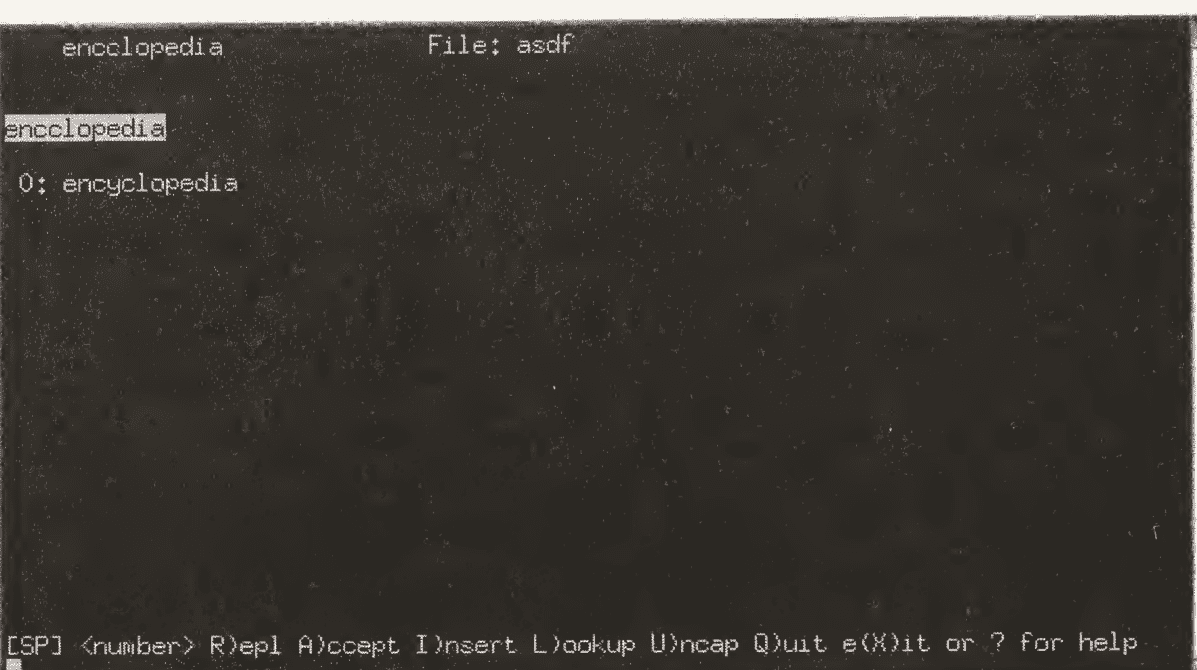 encclopedia File: asdf
encclopedia
0: encyclopedia
[SP] <number> R)epl A)ccept I)nsert L)ookup U)ncap Q)uit e(X)it or ? for help